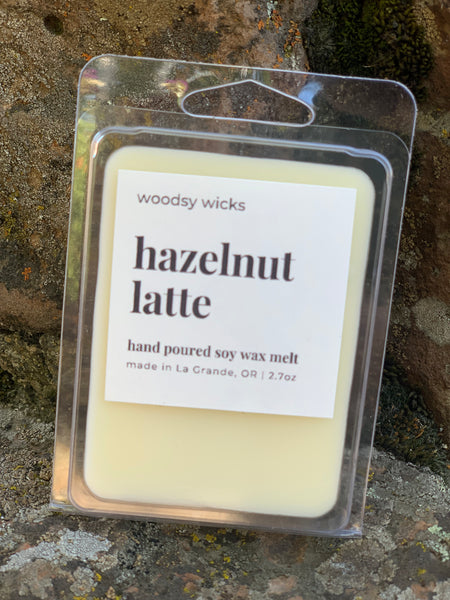 woodsy wicks
hazelnut
latte
hand poured soy wax melt
made in La Grande, OR | 2.7oz